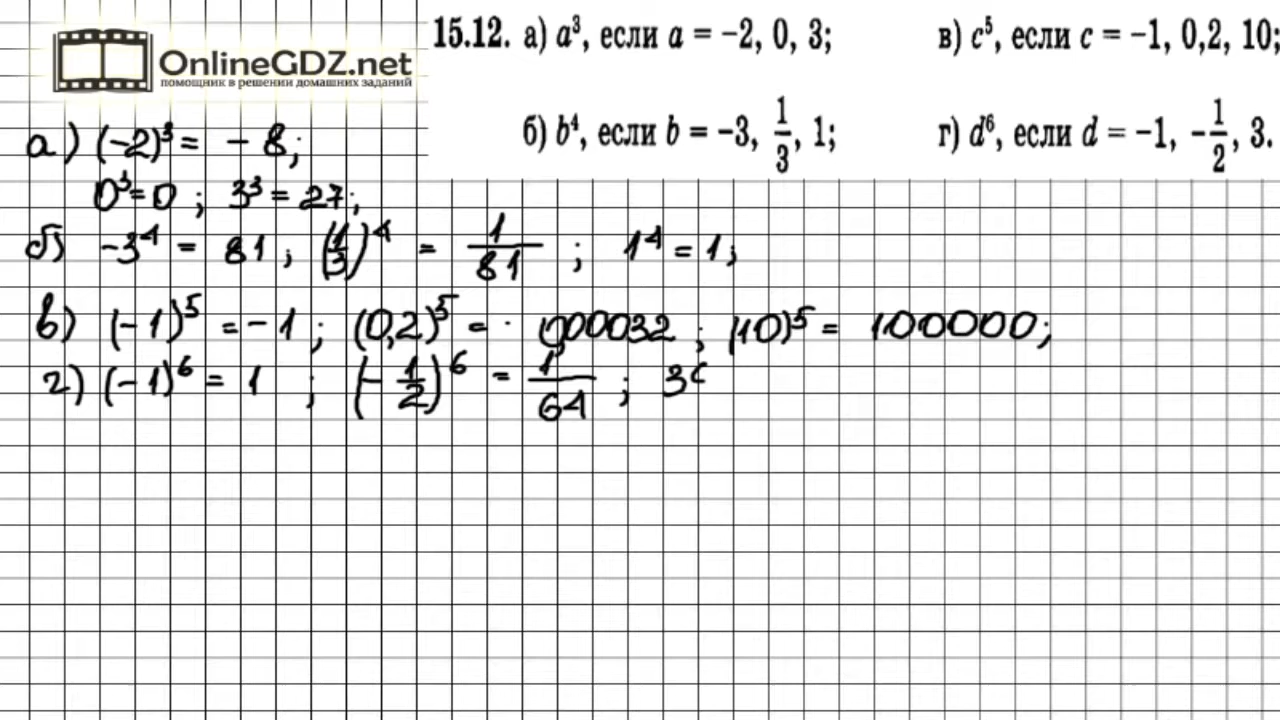 OnlineGDZ.net
помощник в решении домашних заданий
15.12. а) a³, если a = −2, 0, 3;
в) c⁵, если c = −1, 0,2, 10;
б) b⁴, если b = −3, 1/3, 1;
г) d⁶, если d = −1, −1/2, 3.
а) (-2)³ = - 8;
0³=0 ; 3³ = 27;
б) -3⁴ = 81 ; (1/3)⁴ = 1/81 ; 1⁴ = 1;
в) (-1)⁵ = -1 ; (0,2)⁵ = 0,00032 ; (10)⁵ = 100000;
г) (-1)⁶ = 1 ; (-1/2)⁶ = 1/64 ; 3